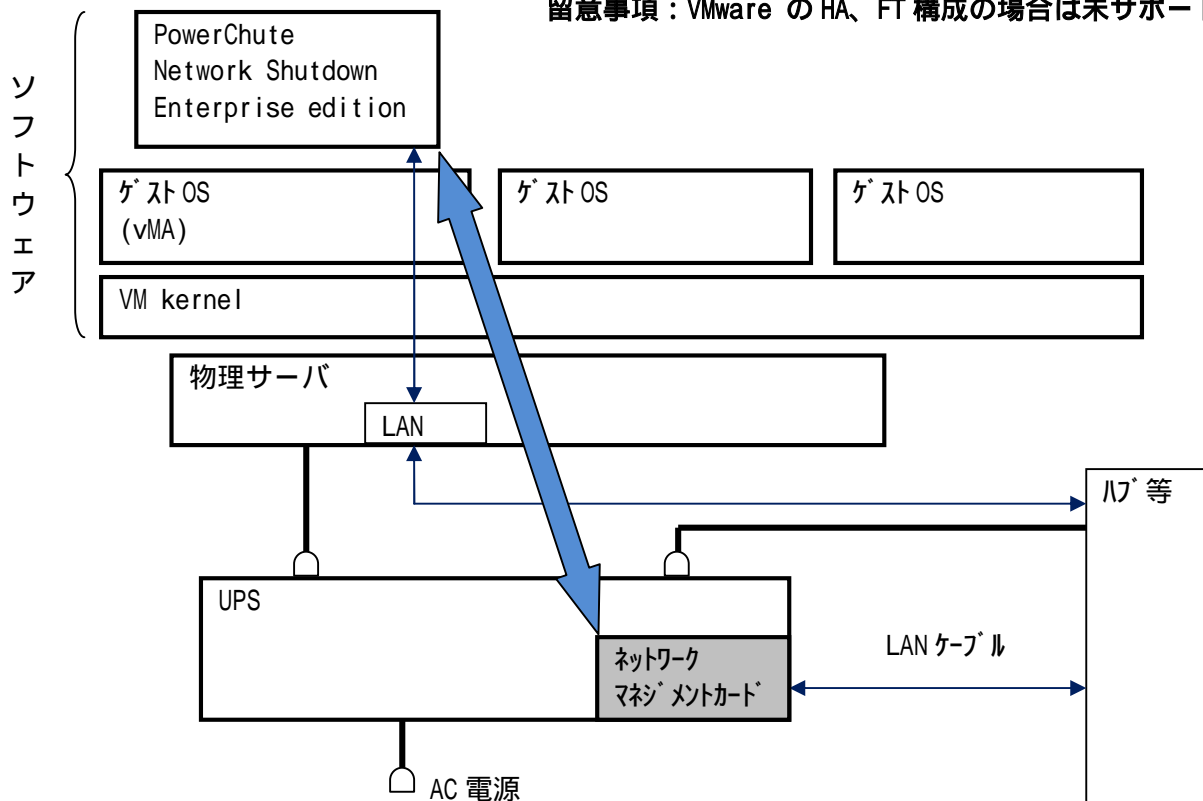 留意事項：VMware の HA、FT 構成の場合は未サポート
PowerChute
Network Shutdown
Enterprise edition
ソフトウェア
ｹﾞｽﾄ OS
(vMA)
ｹﾞｽﾄ OS
ｹﾞｽﾄ OS
VM kernel
物理サーバ
LAN
ﾊﾌﾞ等
UPS
ﾈｯﾄﾜｰｸ
ﾏﾈｼﾞﾒﾝﾄｶｰﾄﾞ
LAN ｹｰﾌﾞﾙ
AC 電源